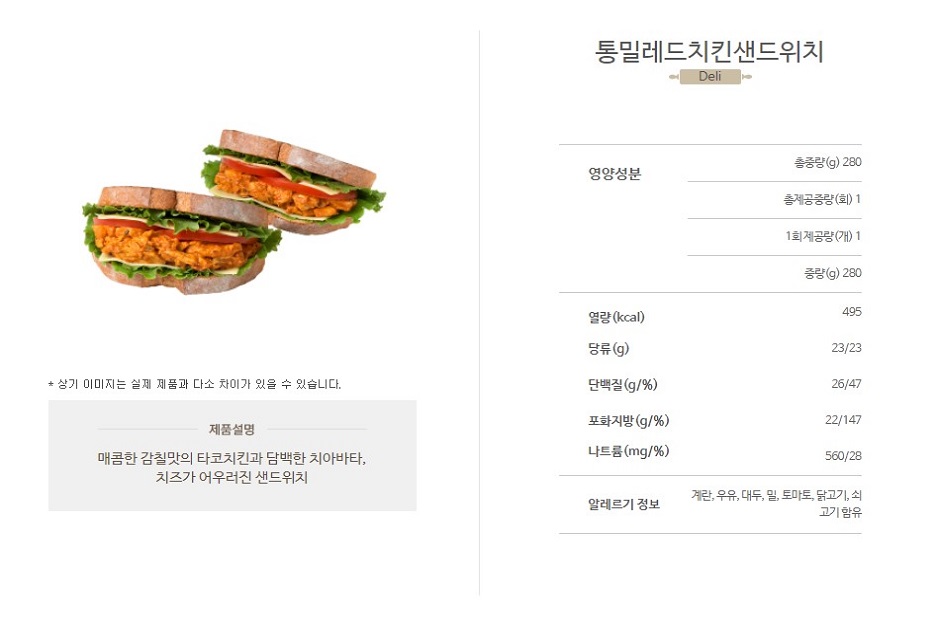 통밀레드치킨샌드위치
Deli
* 상기 이미지는 실제 제품과 다소 차이가 있을 수 있습니다.
제품설명
매콤한 감칠맛의 타코치킨과 담백한 치아바타,
치즈가 어우러진 샌드위치
영양성분
총중량(g) 280
총제공중량(회) 1
1회 제공량(개) 1
중량(g) 280
열량(kcal) 495
당류(g) 23/23
단백질(g/%) 26/47
포화지방(g/%) 22/147
나트륨(mg/%) 560/28
알레르기 정보
계란, 우유, 대두, 밀, 토마토, 닭고기, 쇠
고기 함유